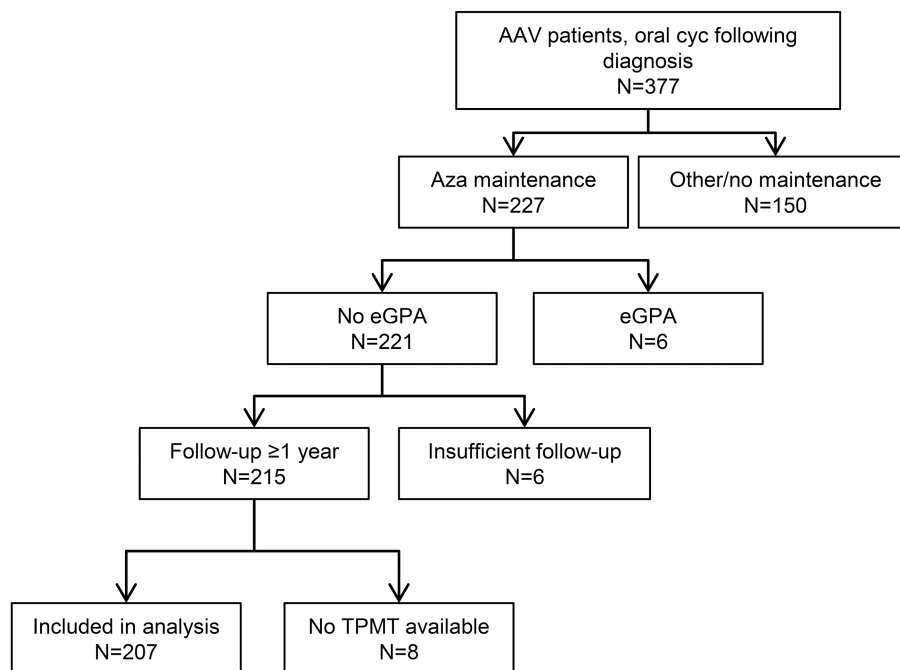 AAV patients, oral cyc following
diagnosis
N=377
Aza maintenance
N=227
Other/no maintenance
N=150
No eGPA
N=221
eGPA
N=6
Follow-up ≥1 year
N=215
Insufficient follow-up
N=6
Included in analysis
N=207
No TPMT available
N=8